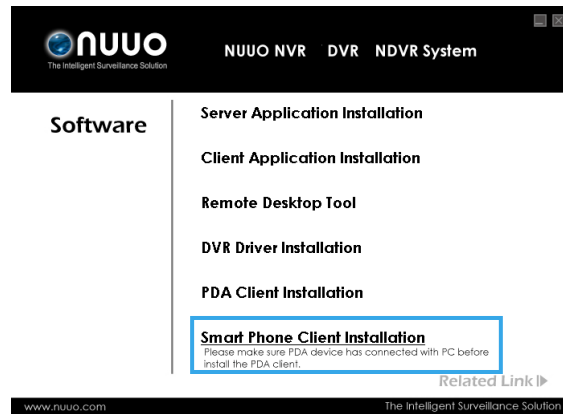 nuuo
The Intelligent Surveillance Solution
NUUO NVR DVR NDVR System
Software
Server Application Installation
Client Application Installation
Remote Desktop Tool
DVR Driver Installation
PDA Client Installation
Smart Phone Client Installation
Please make sure PDA device has connected with PC before
install the PDA client.
Related Link
www.nuuo.com
The Intelligent Surveillance Solution